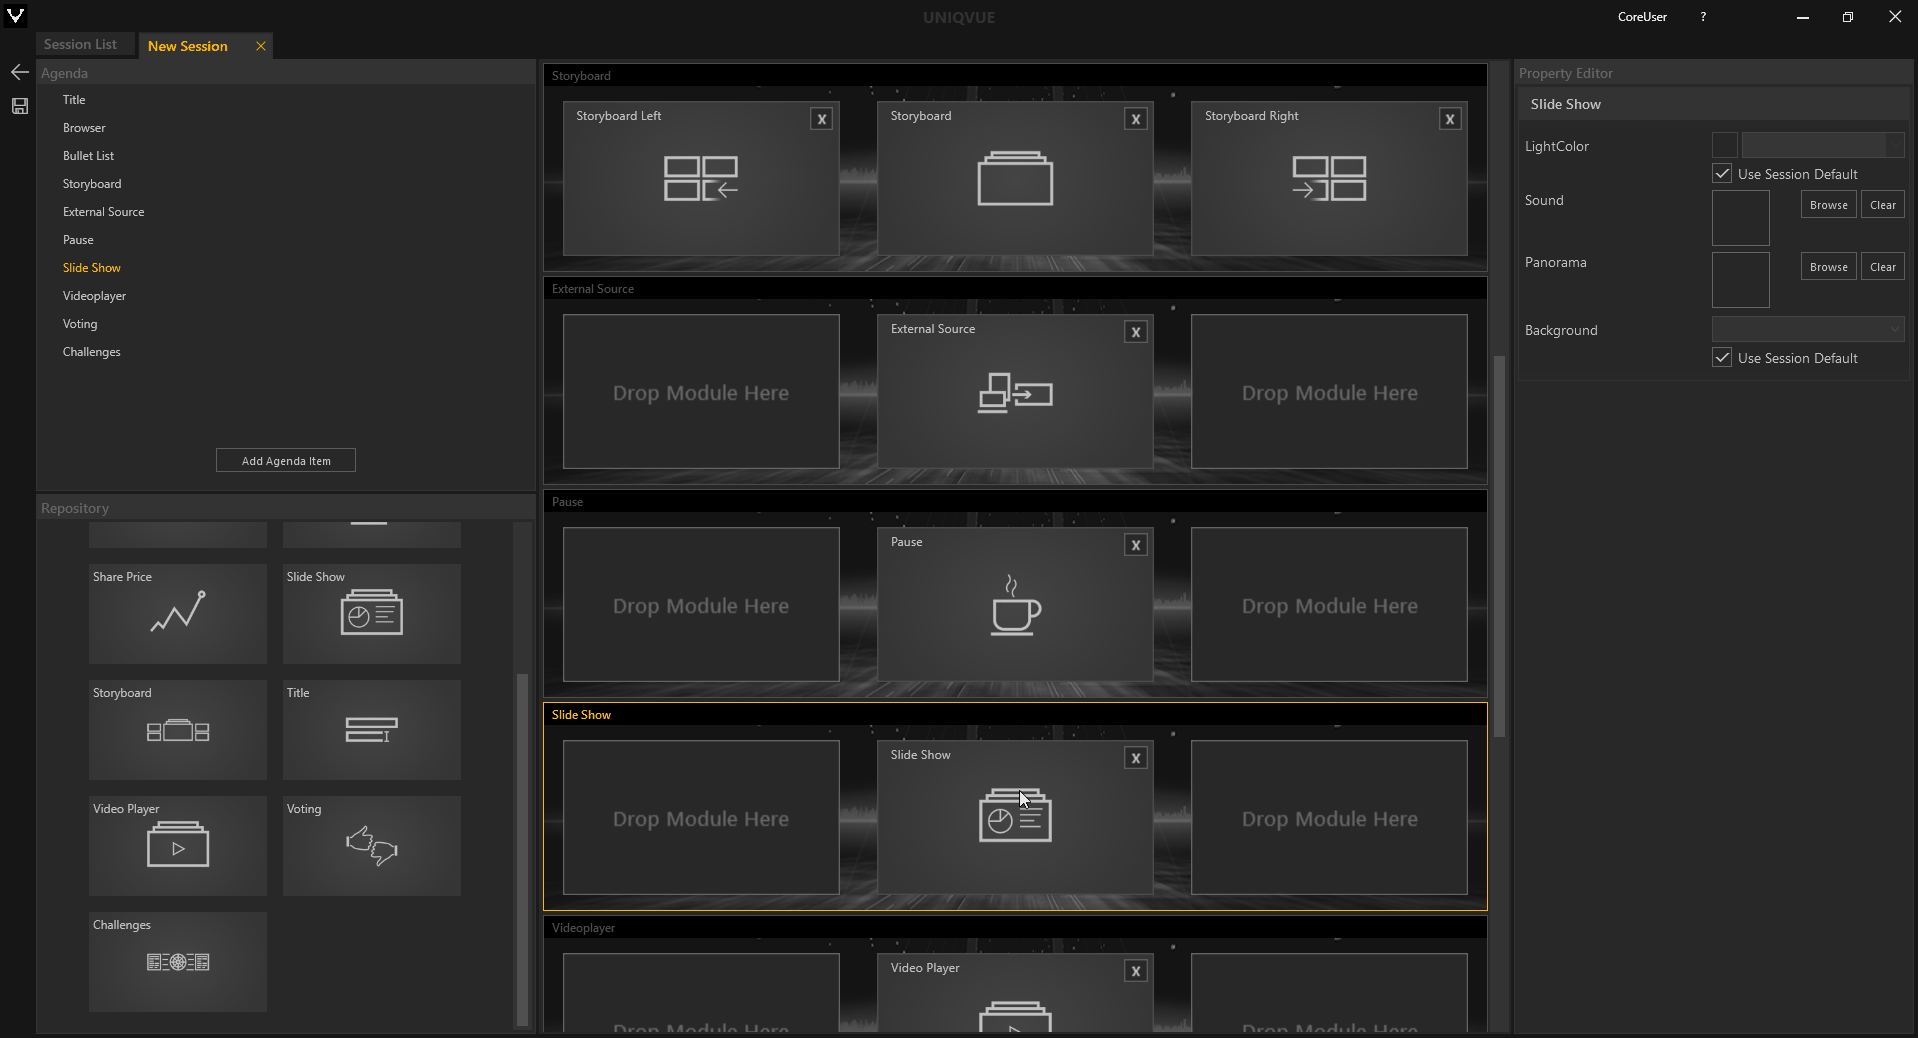 UNIQVUE
CoreUser
?
Session List
New Session
Agenda
Title
Browser
Bullet List
Storyboard
External Source
Pause
Slide Show
Videoplayer
Voting
Challenges
Add Agenda Item
Repository
Share Price
Slide Show
Storyboard
Title
Video Player
Voting
Challenges
Storyboard
Storyboard Left
X
Storyboard
X
Storyboard Right
X
External Source
Drop Module Here
External Source
X
Drop Module Here
Pause
Drop Module Here
Pause
X
Drop Module Here
Slide Show
Drop Module Here
Slide Show
X
Drop Module Here
Videoplayer
Drop Module Here
Video Player
X
Drop Module Here
Property Editor
Slide Show
LightColor
Use Session Default
Sound
Browse
Clear
Panorama
Browse
Clear
Background
Use Session Default